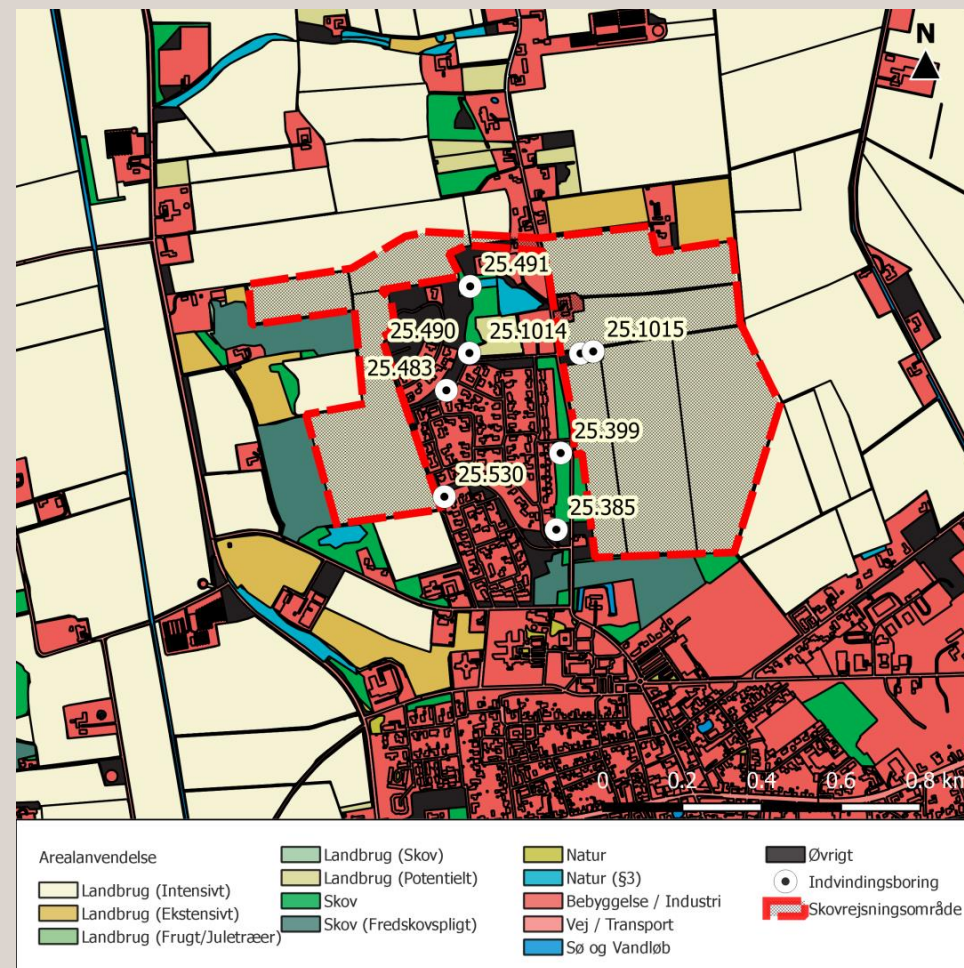 N
25.491
25.490
25.1014
25.1015
25.483
25.399
25.530
25.385
0 0.2 0.4 0.6 0.8 km
Arealanvendelse
Landbrug (Intensivt)
Landbrug (Ekstensivt)
Landbrug (Frugt/Juletræer)
Landbrug (Skov)
Landbrug (Potentielt)
Skov
Skov (Fredskovspligt)
Natur
Natur (§3)
Bebyggelse / Industri
Vej / Transport
Sø og Vandløb
Øvrigt
Indvindingsboring
Skovrejsningsområde